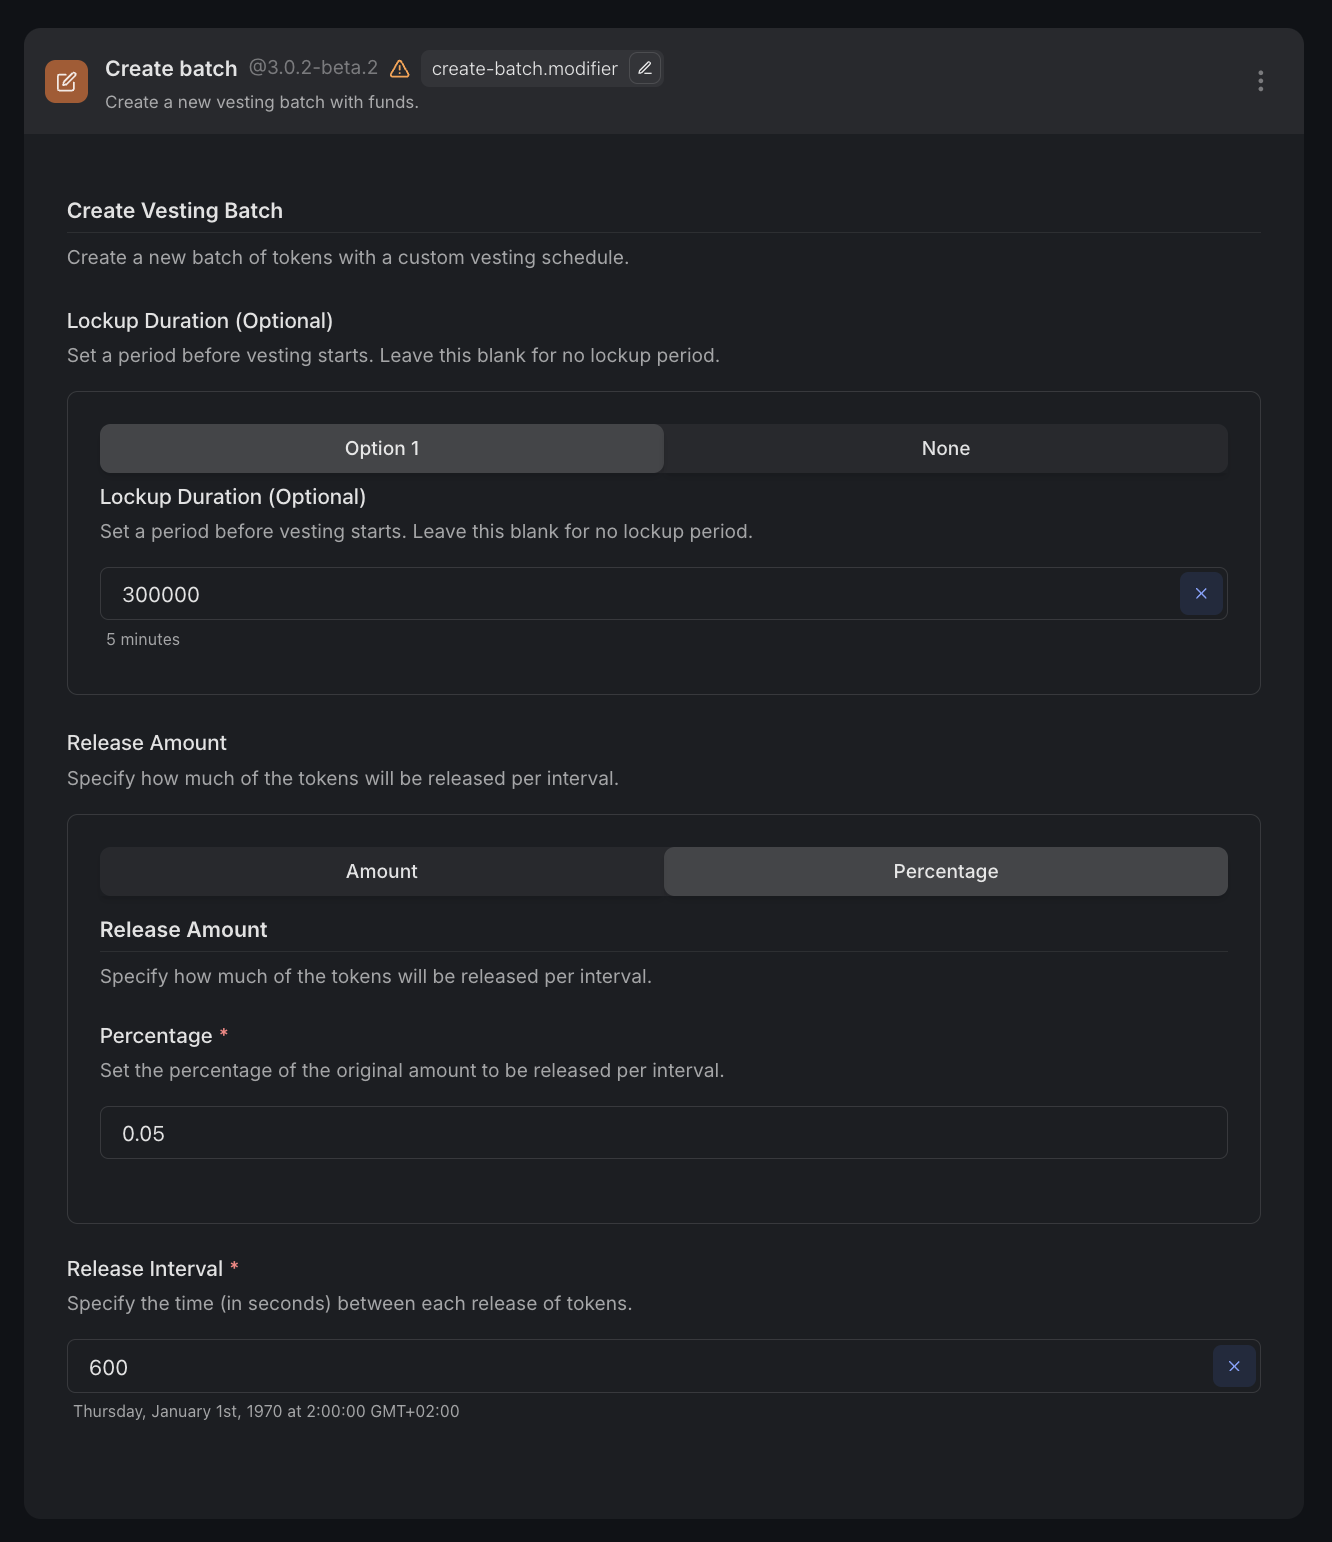 Create batch @3.0.2-beta.2 create-batch.modifier
Create a new vesting batch with funds.
Create Vesting Batch
Create a new batch of tokens with a custom vesting schedule.
Lockup Duration (Optional)
Set a period before vesting starts. Leave this blank for no lockup period.
Option 1 None
Lockup Duration (Optional)
Set a period before vesting starts. Leave this blank for no lockup period.
300000
5 minutes
Release Amount
Specify how much of the tokens will be released per interval.
Amount Percentage
Release Amount
Specify how much of the tokens will be released per interval.
Percentage *
Set the percentage of the original amount to be released per interval.
0.05
Release Interval *
Specify the time (in seconds) between each release of tokens.
600
Thursday, January 1st, 1970 at 2:00:00 GMT+02:00